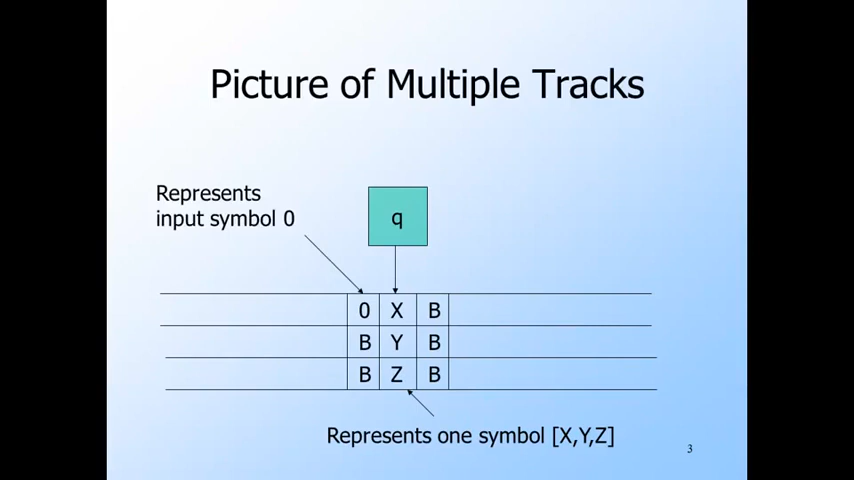 Picture of Multiple Tracks
Represents
input symbol 0
q
0 X B
B Y B
B Z B
Represents one symbol [X,Y,Z]
3